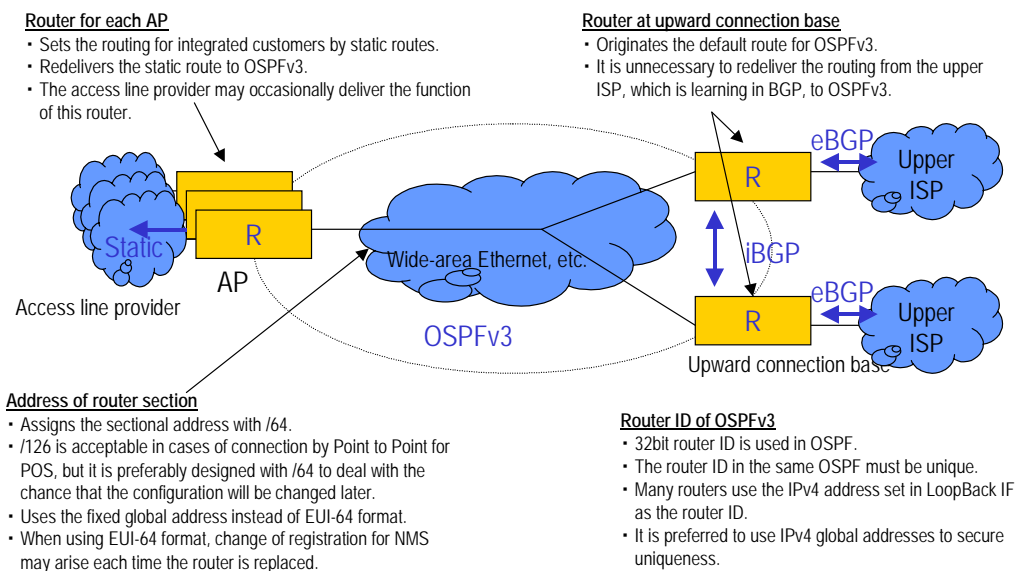 Router for each AP
・ Sets the routing for integrated customers by static routes.
・ Redelivers the static route to OSPFv3.
・ The access line provider may occasionally deliver the function
of this router.
Router at upward connection base
・ Originates the default route for OSPFv3.
・ It is unnecessary to redeliver the routing from the upper
ISP, which is learning in BGP, to OSPFv3.
Static
R
AP
Access line provider
Wide-area Ethernet, etc.
OSPFv3
R
eBGP
Upper
ISP
iBGP
R
eBGP
Upper
ISP
Upward connection base
Address of router section
・ Assigns the sectional address with /64.
・ /126 is acceptable in cases of connection by Point to Point for
POS, but it is preferably designed with /64 to deal with the
chance that the configuration will be changed later.
・ Uses the fixed global address instead of EUI-64 format.
・ When using EUI-64 format, change of registration for NMS
may arise each time the router is replaced.
Router ID of OSPFv3
・ 32bit router ID is used in OSPF.
・ The router ID in the same OSPF must be unique.
・ Many routers use the IPv4 address set in LoopBack IF
as the router ID.
・ It is preferred to use IPv4 global addresses to secure
uniqueness.